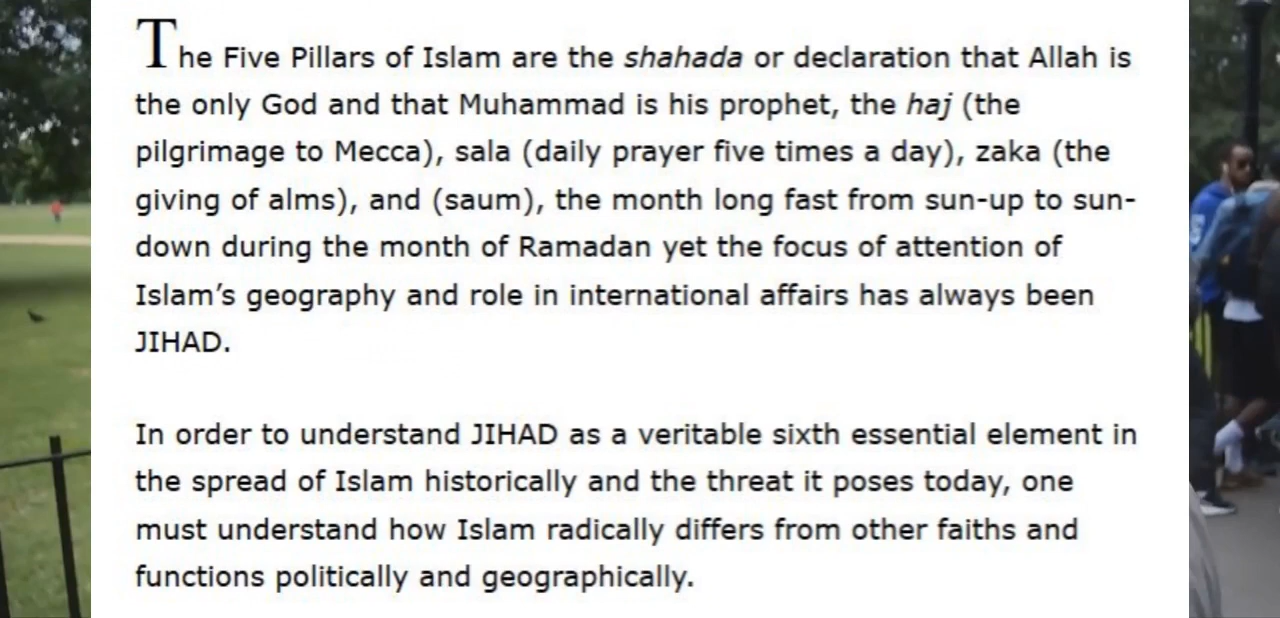 The Five Pillars of Islam are the shahada or declaration that Allah is
the only God and that Muhammad is his prophet, the haj (the
pilgrimage to Mecca), sala (daily prayer five times a day), zaka (the
giving of alms), and (saum), the month long fast from sun-up to sun-
down during the month of Ramadan yet the focus of attention of
Islam’s geography and role in international affairs has always been
JIHAD.
In order to understand JIHAD as a veritable sixth essential element in
the spread of Islam historically and the threat it poses today, one
must understand how Islam radically differs from other faiths and
functions politically and geographically.